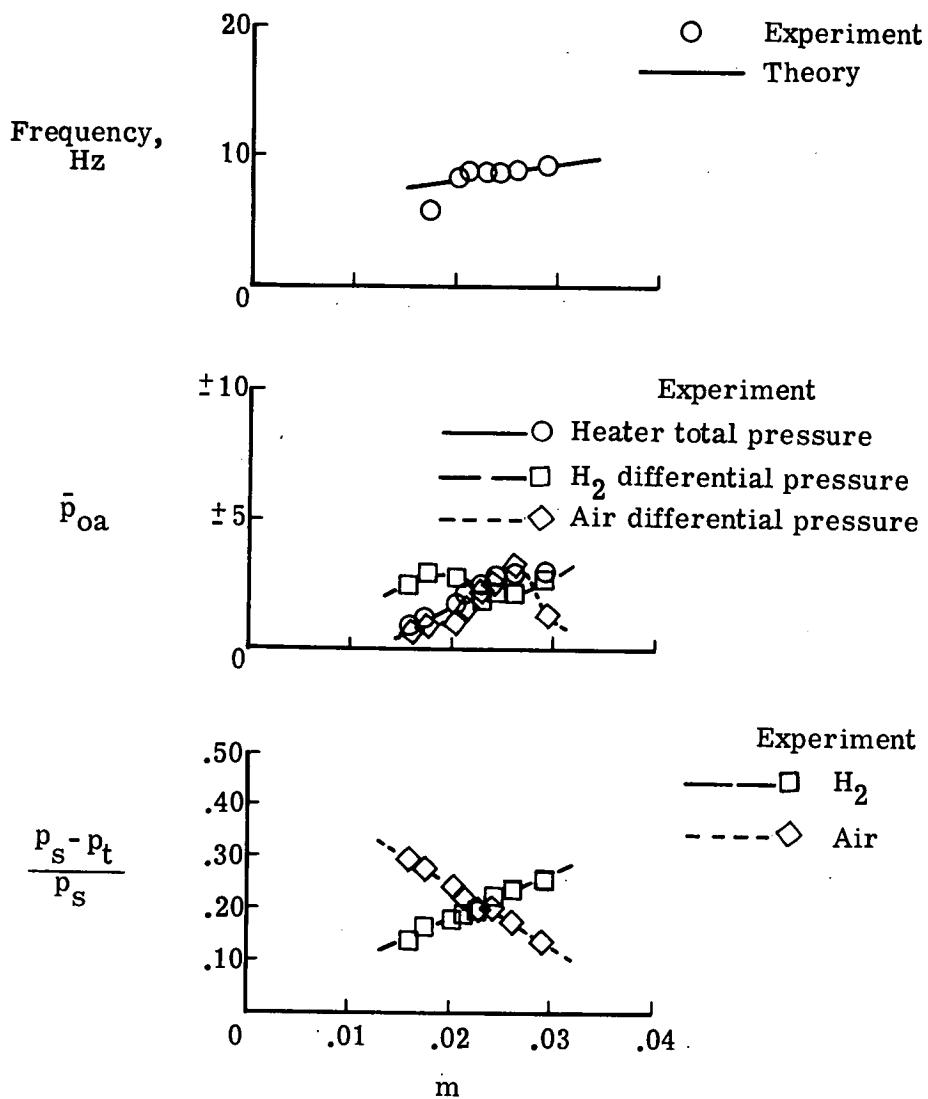 20
10
0
Frequency,
Hz
Experiment
Theory
±10
±5
0
p̄oa
Experiment
Heater total pressure
H2 differential pressure
Air differential pressure
.50
.40
.30
.20
.10
ps - pt
ps
Experiment
H2
Air
0 .01 .02 .03 .04
m